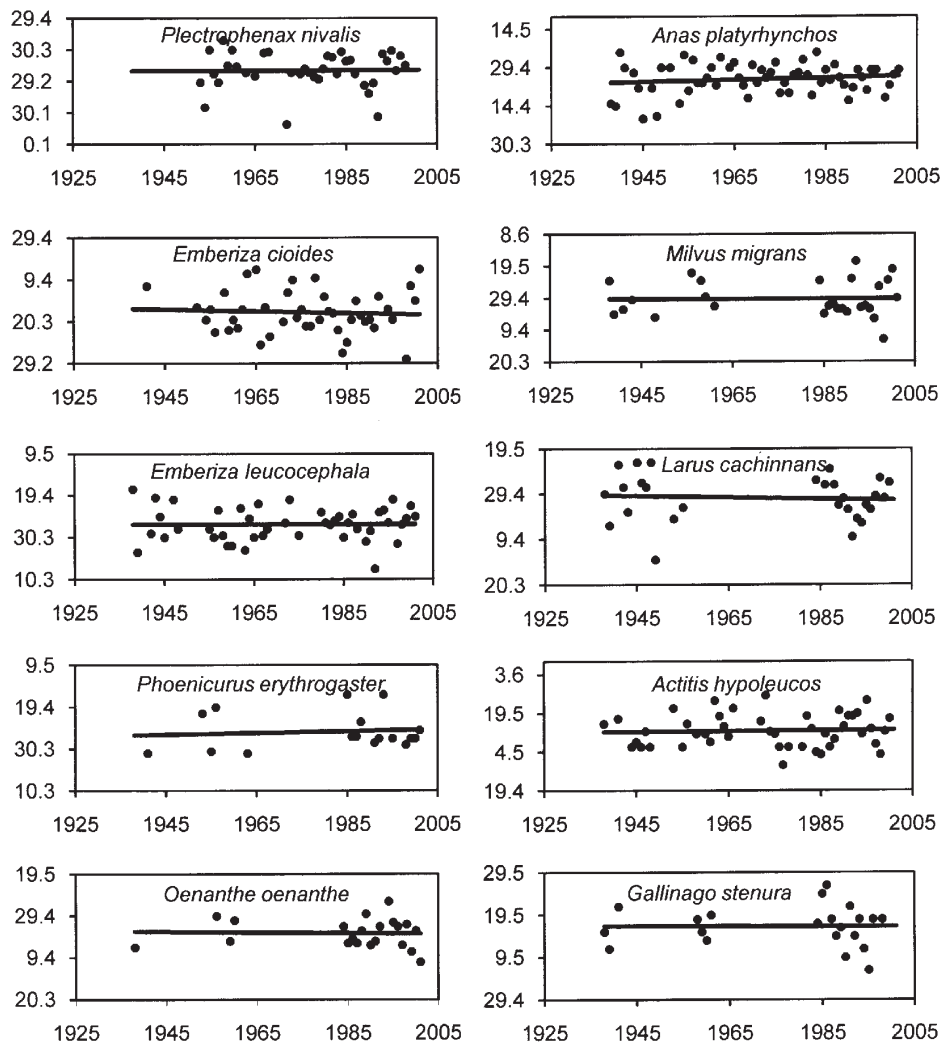 Plectrophenax nivalis
29.4
30.3
29.2
30.1
0.1
1925 1945 1965 1985 2005
Anas platyrhynchos
14.5
29.4
14.4
30.3
1925 1945 1965 1985 2005
Emberiza cioides
29.4
9.4
20.3
29.2
1925 1945 1965 1985 2005
Milvus migrans
8.6
19.5
29.4
9.4
20.3
1925 1945 1965 1985 2005
Emberiza leucocephala
9.5
19.4
30.3
10.3
1925 1945 1965 1985 2005
Larus cachinnans
19.5
29.4
9.4
20.3
1925 1945 1965 1985 2005
Phoenicurus erythrogaster
9.5
19.4
30.3
10.3
1925 1945 1965 1985 2005
Actitis hypoleucos
3.6
19.5
4.5
19.4
1925 1945 1965 1985 2005
Oenanthe oenanthe
19.5
29.4
9.4
20.3
1925 1945 1965 1985 2005
Gallinago stenura
29.5
19.5
9.5
29.4
1925 1945 1965 1985 2005